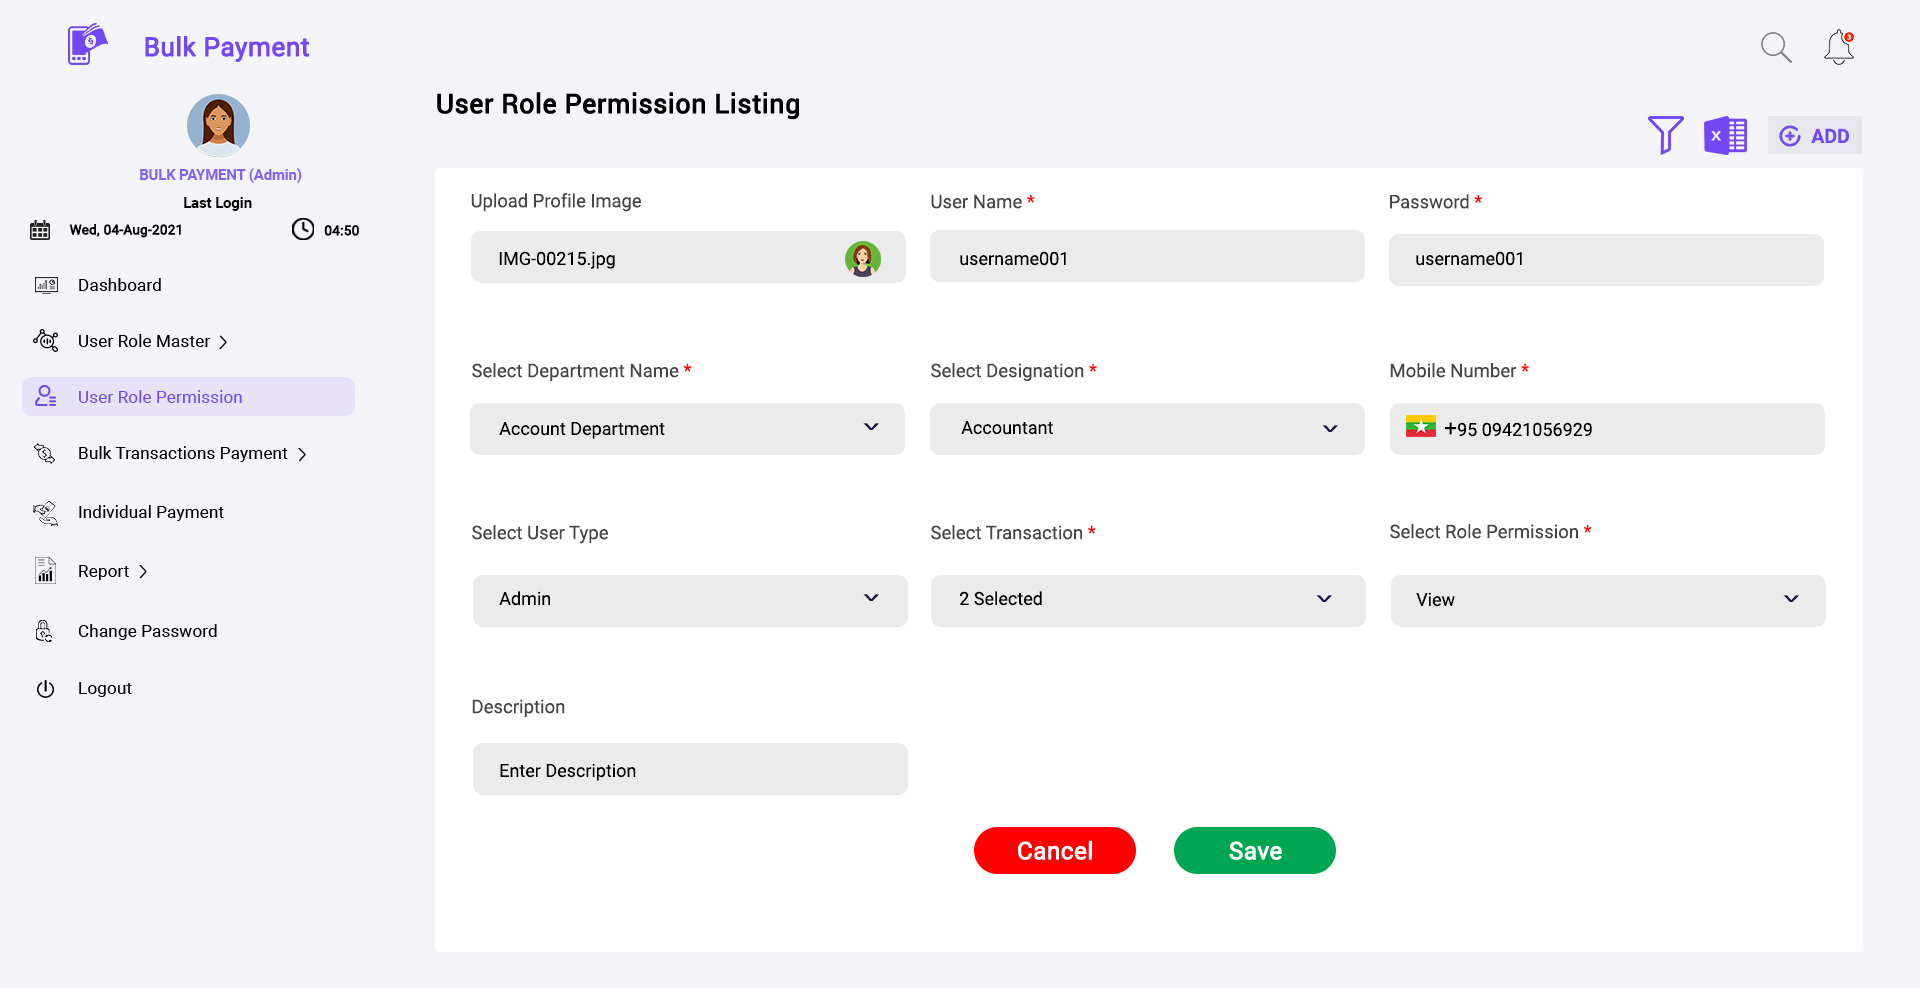 Bulk Payment
3
BULK PAYMENT (Admin)
Last Login
Wed, 04-Aug-2021
04:50
Dashboard
User Role Master
User Role Permission
Bulk Transactions Payment
Individual Payment
Report
Change Password
Logout
User Role Permission Listing
X
ADD
Upload Profile Image
User Name *
Password *
IMG-00215.jpg
username001
username001
Select Department Name *
Select Designation *
Mobile Number *
Account Department
Accountant
+95 09421056929
Select User Type
Select Transaction *
Select Role Permission *
Admin
2 Selected
View
Description
Enter Description
Cancel
Save